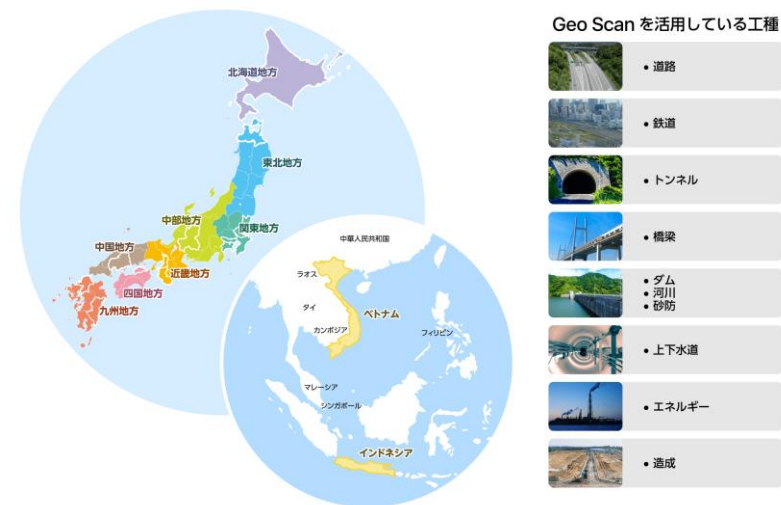 Geo Scan を活用している工種
北海道地方
東北地方
中部地方
関東地方
中国地方
近畿地方
四国地方
九州地方
中華人民共和国
ラオス
ベトナム
タイ
カンボジア
フィリピン
マレーシア
シンガポール
インドネシア
• 道路
• 鉄道
• トンネル
• 橋梁
• ダム
• 河川
• 砂防
• 上下水道
• エネルギー
• 造成